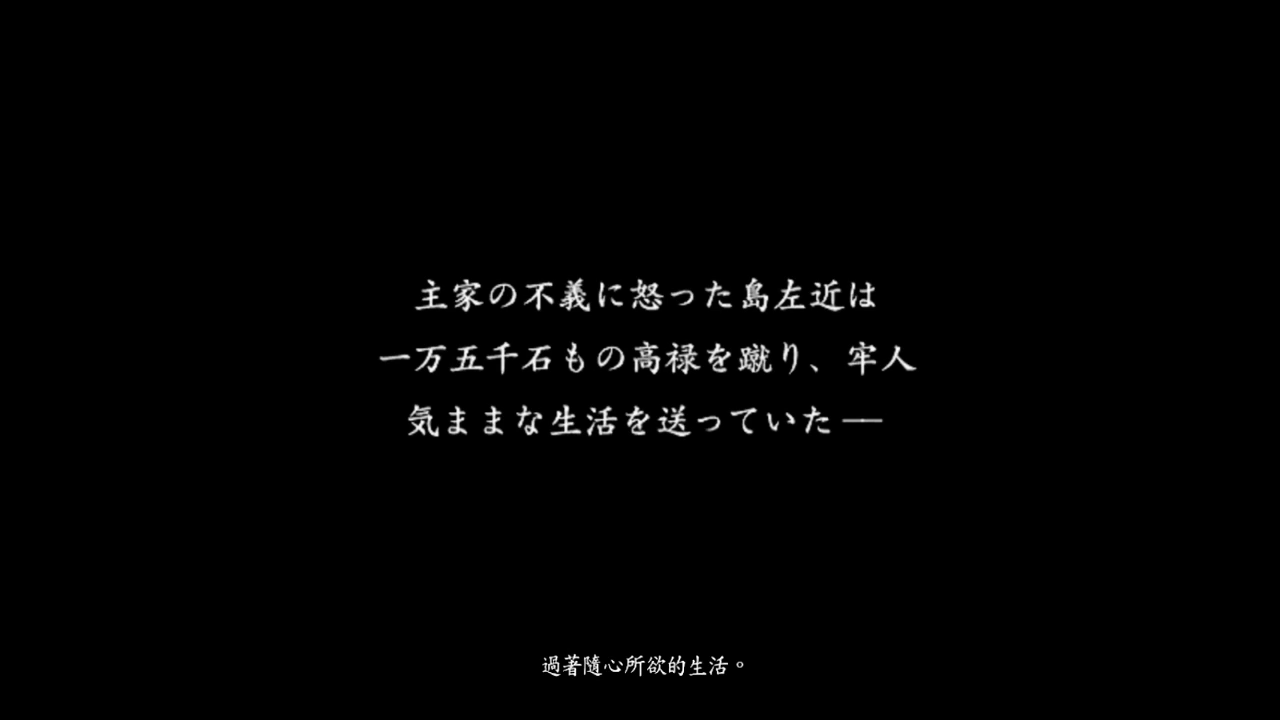 主家の不義に怒った島左近は
一万五千石もの高禄を蹴り、牢人
気ままな生活を送っていた──
過著隨心所欲的生活。